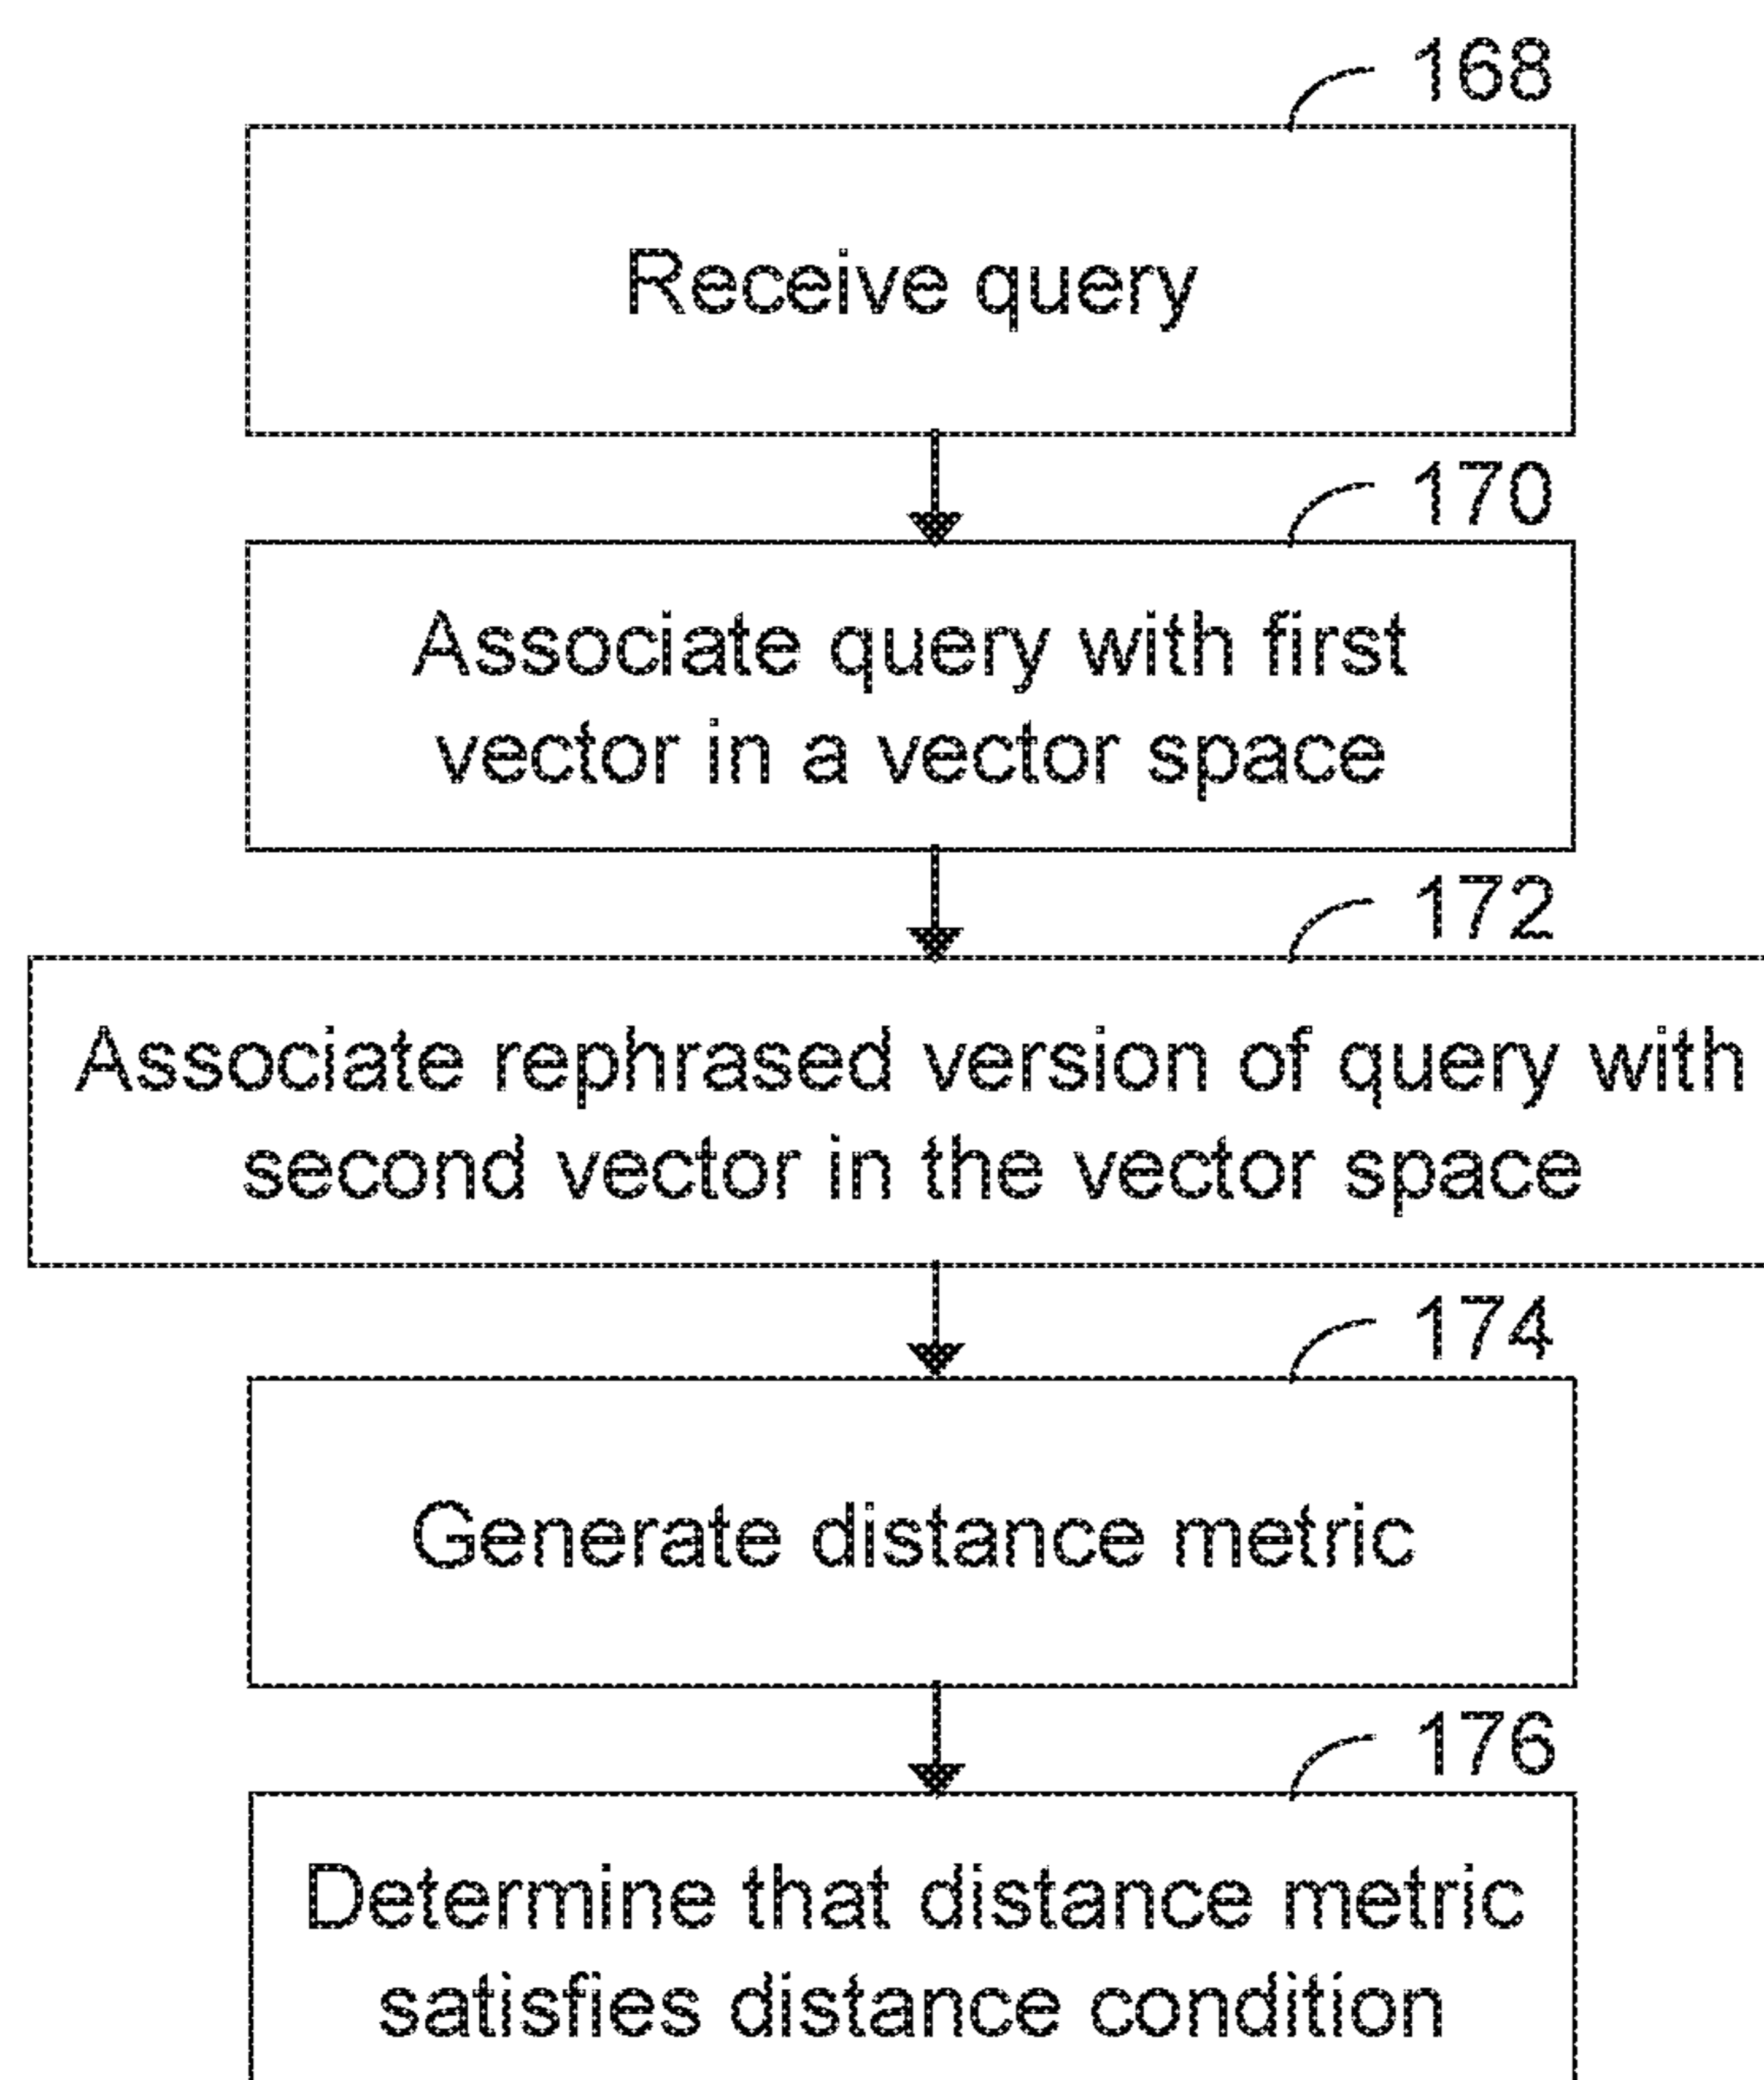 168
Receive query
170
Associate query with first
vector in a vector space
172
Associate rephrased version of query with
second vector in the vector space
174
Generate distance metric
176
Determine that distance metric
satisfies distance condition